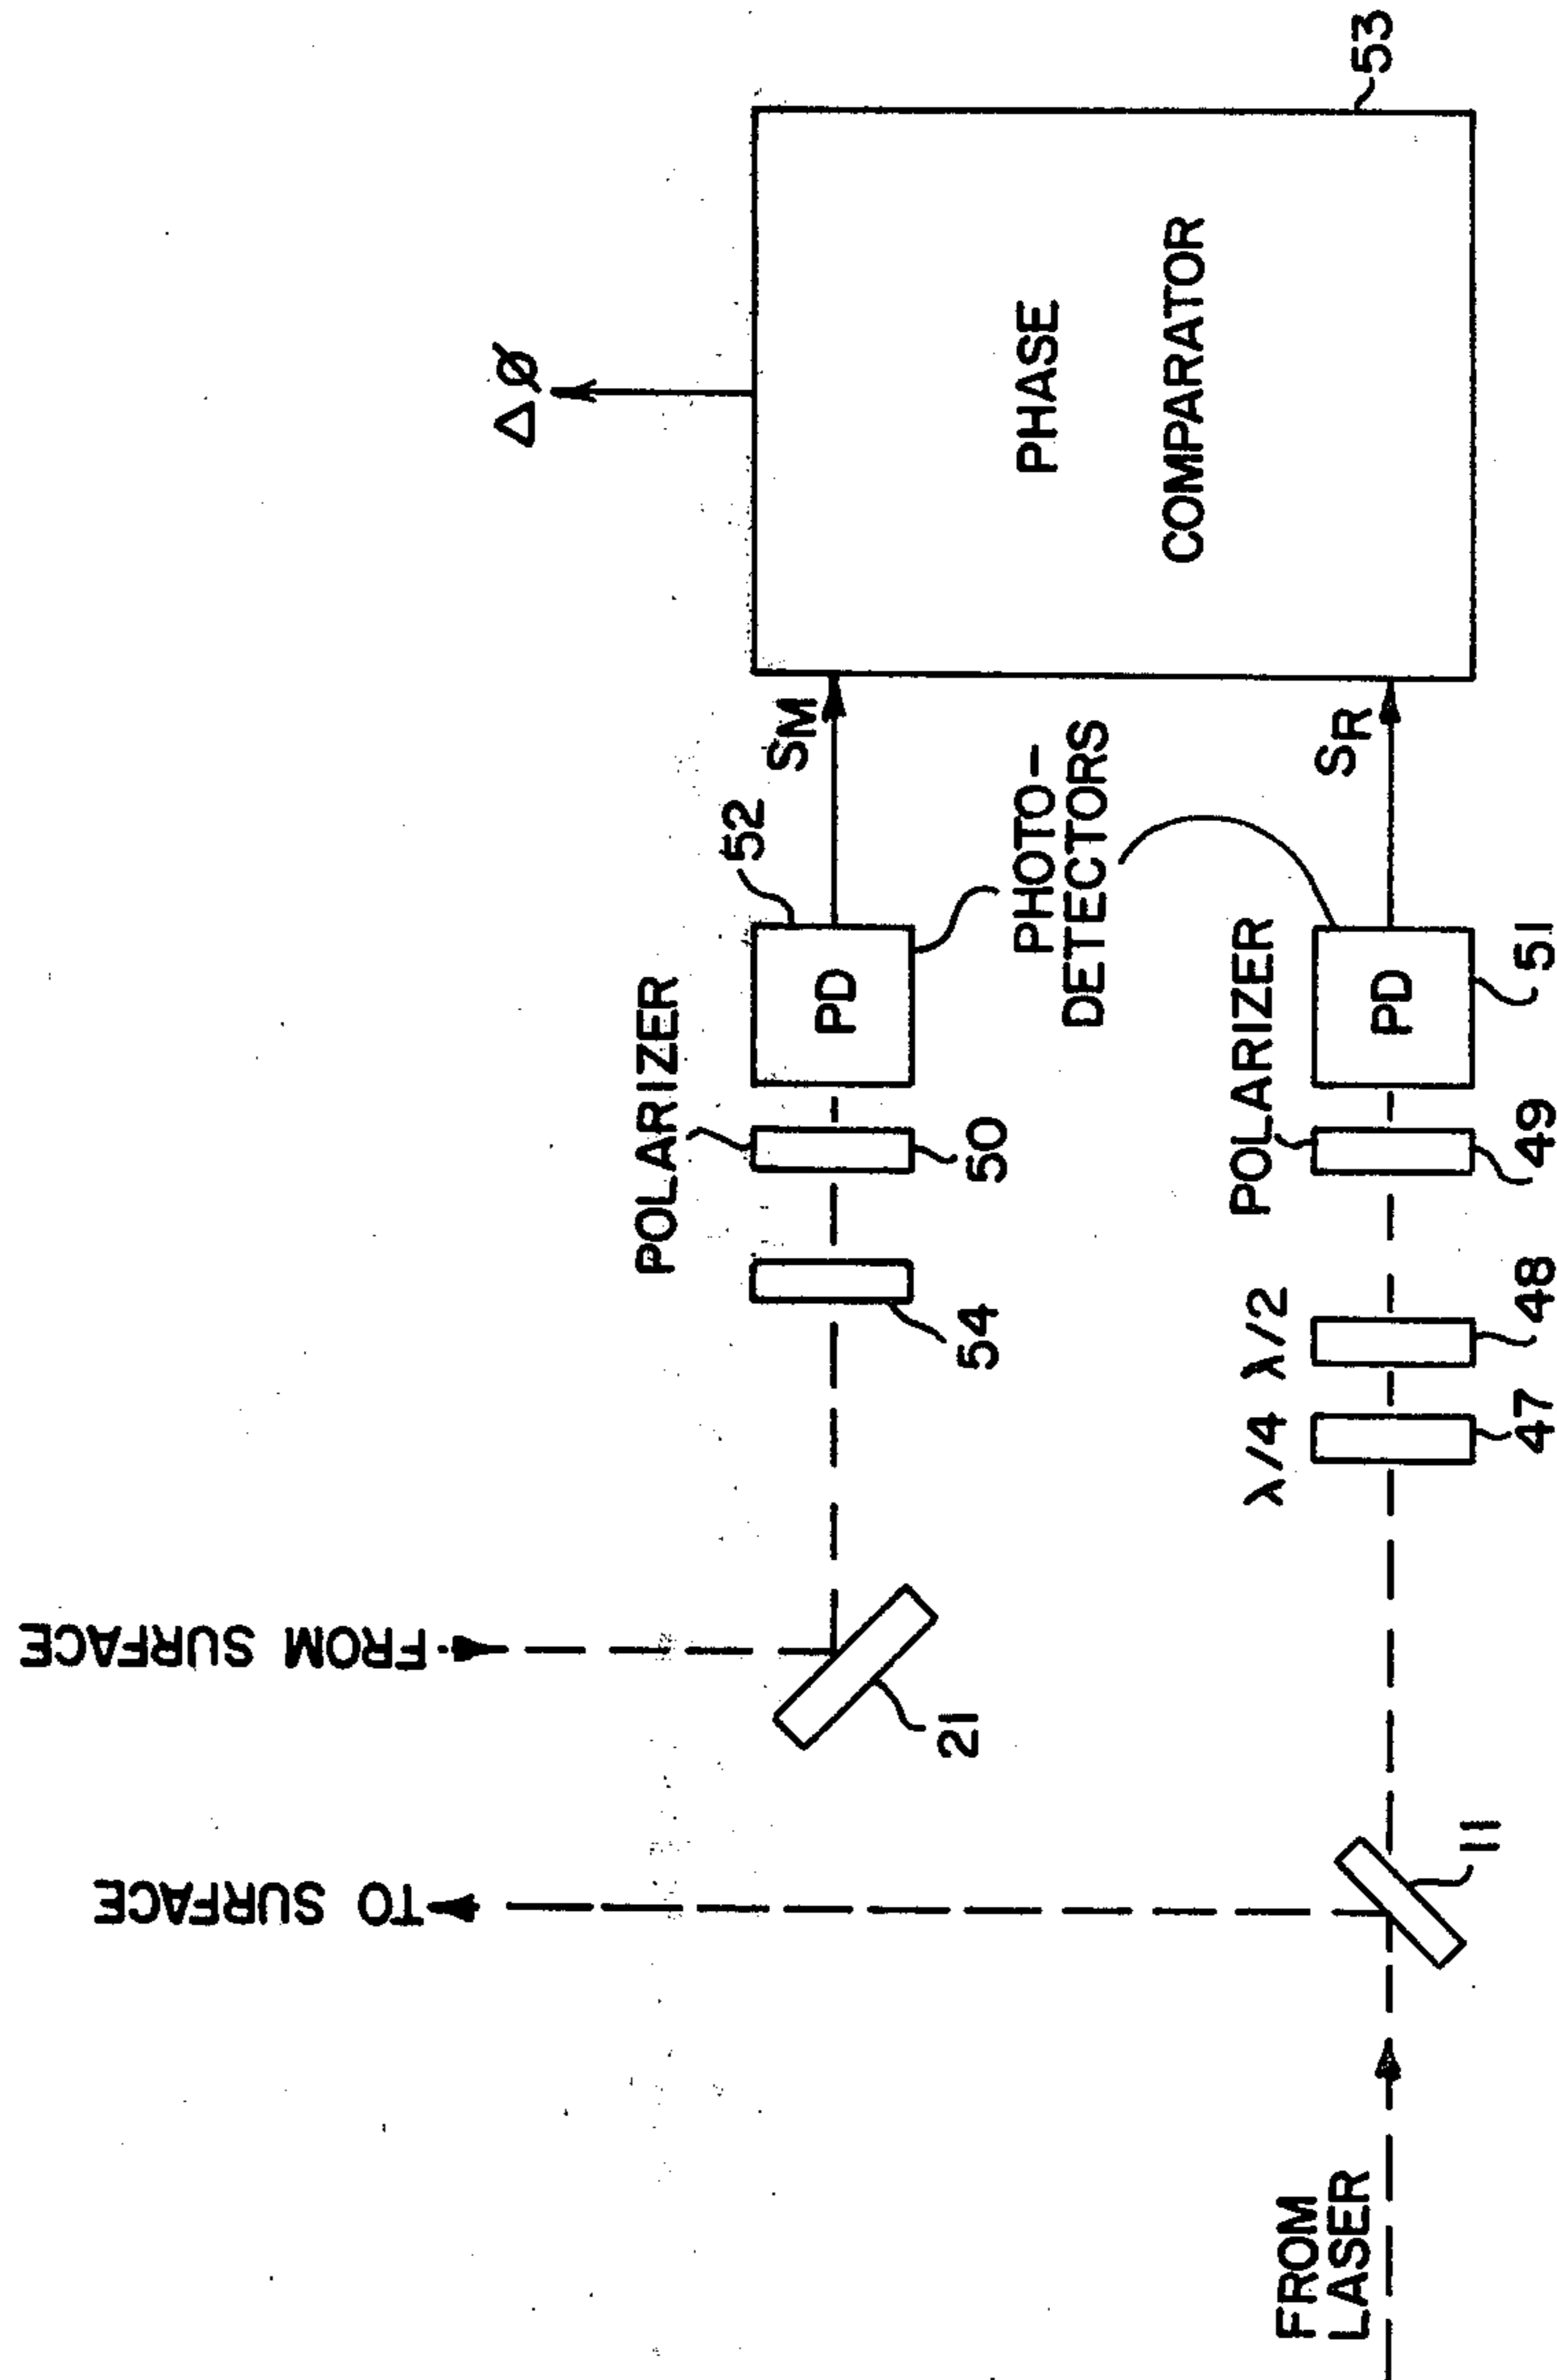 FROM
LASER
TO SURFACE
FROM SURFACE
11
21
λ/4 λ/2
47
48
54
POLARIZER
50
POLARIZER
49
PD
52
PD
51
PHOTO-
DETECTORS
SM
SR
PHASE
COMPARATOR
53
ΔØ